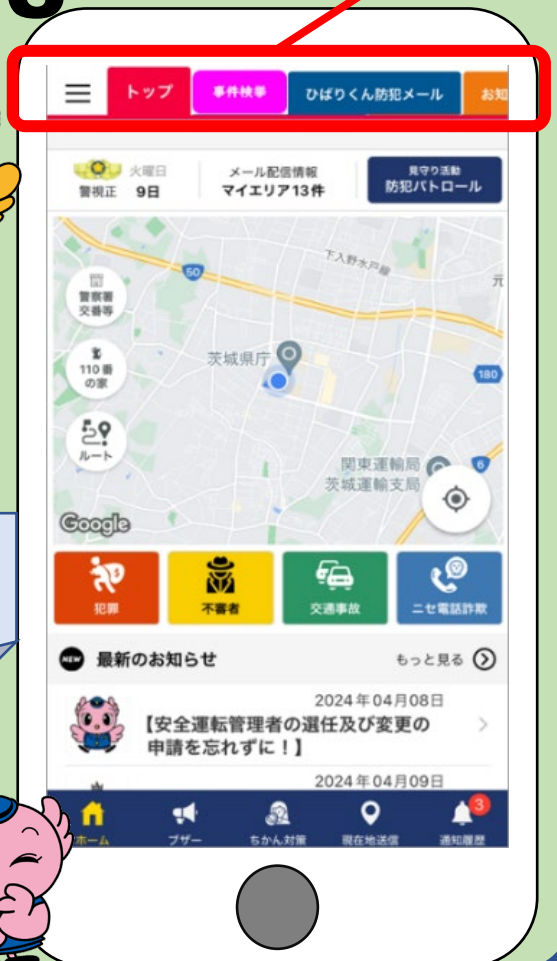 トップ
事件検挙
ひばりくん防犯メール
お知
火曜日
警視正 9日
メール配信情報
マイエリア13件
見守り活動
防犯パトロール
下入野水戸線
50
元
警察署
交番等
茨城県庁
110番
の家
180
ルート
関東運輸局
茨城運輸支局
6
Google
犯罪
不審者
交通事故
ニセ電話詐欺
NEW 最新のお知らせ
もっと見る
2024年04月08日
【安全運転管理者の選任及び変更の
申請を忘れずに！】
2024年04月09日
3
ホーム
ブザー
ちかん対策
現在地送信
通知履歴